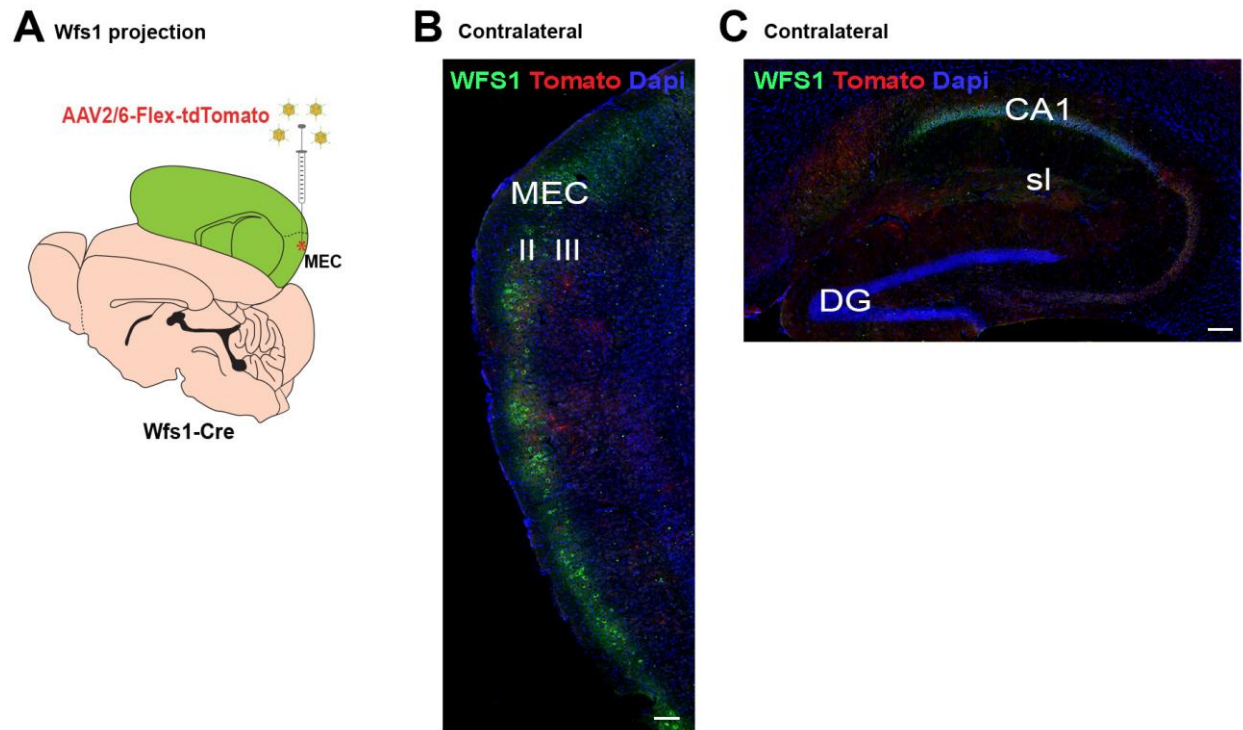 A Wfs1 projection
AAV2/6-Flex-tdTomato
*
MEC
Wfs1-Cre
B Contralateral
WFS1 Tomato Dapi
MEC
II III
C Contralateral
WFS1 Tomato Dapi
CA1
sl
DG